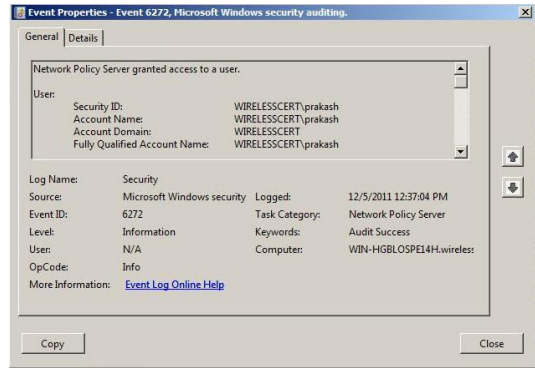 Event Properties - Event 6272, Microsoft Windows security auditing.
General Details
Network Policy Server granted access to a user.
User:
Security ID: WIRELESSCERT\prakash
Account Name: WIRELESSCERT\prakash
Account Domain: WIRELESSCERT
Fully Qualified Account Name: WIRELESSCERT\prakash
Log Name: Security
Source: Microsoft Windows security Logged: 12/5/2011 12:37:04 PM
Event ID: 6272 Task Category: Network Policy Server
Level: Information Keywords: Audit Success
User: N/A Computer: WIN-HGBLOSPE14H.wireles:
OpCode: Info
More Information: Event Log Online Help
Copy Close